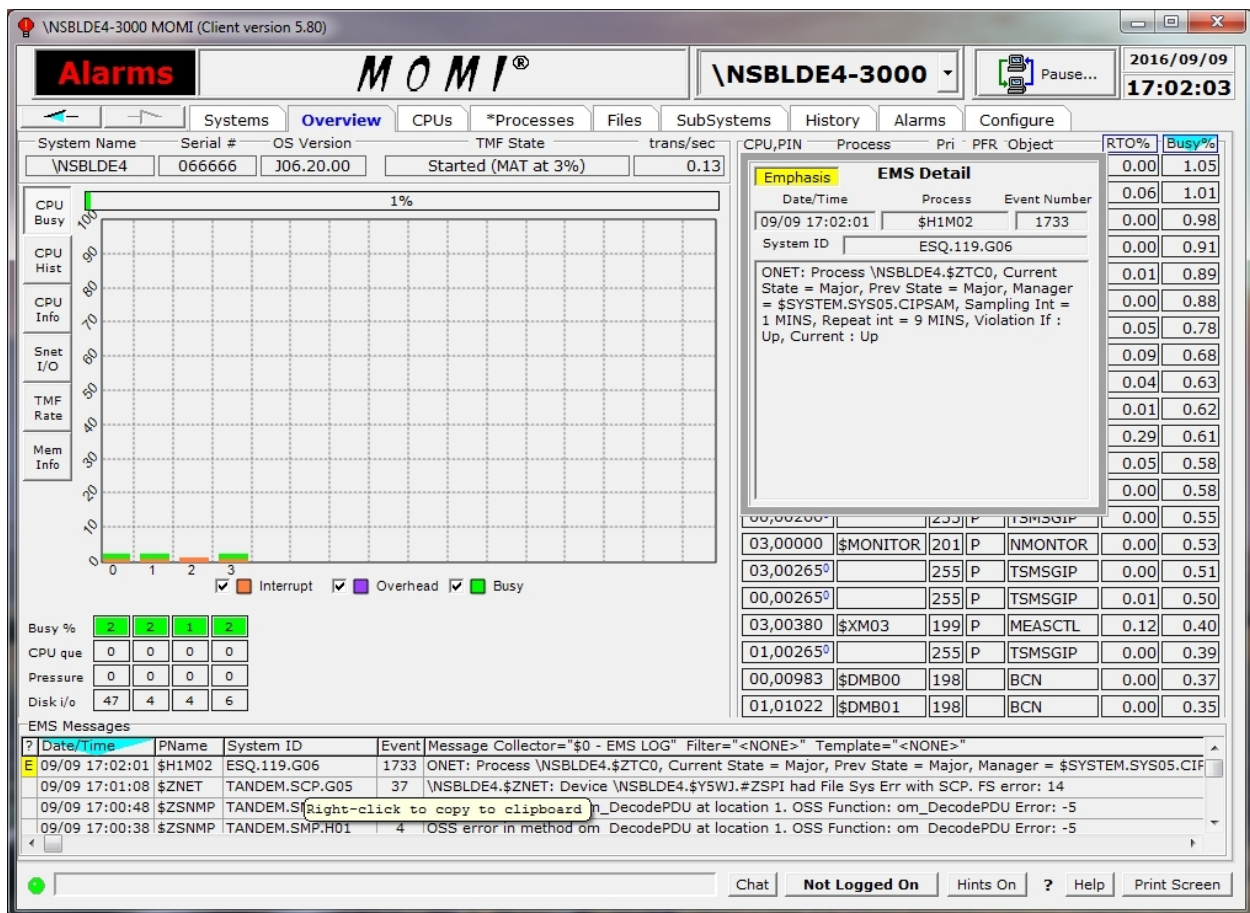 \NSBLDE4-3000 MOMI (Client version 5.80)
Alarms
MOMI®
\NSBLDE4-3000
Pause...
2016/09/09
17:02:03
Systems Overview CPUs *Processes Files SubSystems History Alarms Configure
System Name Serial # OS Version TMF State trans/sec
\NSBLDE4 066666 J06.20.00 Started (MAT at 3%) 0.13
CPU Busy
CPU Hist
CPU Info
Snet I/O
TMF Rate
Mem Info
1%
100
90
80
70
60
50
40
30
20
10
0
0 1 2 3
Interrupt Overhead Busy
Busy % 2 2 1 2
CPU que 0 0 0 0
Pressure 0 0 0 0
Disk i/o 47 4 4 6
CPU,PIN Process Pri PFR Object RTO% Busy%
Emphasis EMS Detail
Date/Time Process Event Number
09/09 17:02:01 $H1M02 1733
System ID ESQ.119.G06
ONET: Process \NSBLDE4.$ZTC0, Current
State = Major, Prev State = Major, Manager
= $SYSTEM.SYS05.CIPSAM, Sampling Int =
1 MINS, Repeat int = 9 MINS, Violation If :
Up, Current : Up
0.00 1.05
0.06 1.01
0.00 0.98
0.00 0.91
0.01 0.89
0.00 0.88
0.05 0.78
0.09 0.68
0.04 0.63
0.01 0.62
0.29 0.61
0.05 0.58
0.00 0.58
255 P TSMSGIP 0.00 0.55
03,00000 $MONITOR 201 P NMONTOR 0.00 0.53
03,00265⁰ 255 P TSMSGIP 0.00 0.51
00,00265⁰ 255 P TSMSGIP 0.01 0.50
03,00380 $XM03 199 P MEASCTL 0.12 0.40
01,00265⁰ 255 P TSMSGIP 0.00 0.39
00,00983 $DMB00 198 BCN 0.00 0.37
01,01022 $DMB01 198 BCN 0.00 0.35
EMS Messages
? Date/Time PName System ID Event Message Collector="$0 - EMS LOG" Filter="<NONE>" Template="<NONE>"
E 09/09 17:02:01 $H1M02 ESQ.119.G06 1733 ONET: Process \NSBLDE4.$ZTC0, Current State = Major, Prev State = Major, Manager = $SYSTEM.SYS05.CIP
09/09 17:01:08 $ZNET TANDEM.SCP.G05 37 \NSBLDE4.$ZNET: Device \NSBLDE4.$Y5WJ.#ZSPI had File Sys Err with SCP. FS error: 14
09/09 17:00:48 $ZSNMP _DecodePDU at location 1. OSS Function: om_DecodePDU Error: -5
Right-click to copy to clipboard
09/09 17:00:38 $ZSNMP TANDEM.SMP.H01 4 OSS error in method om_DecodePDU at location 1. OSS Function: om_DecodePDU Error: -5
Chat Not Logged On Hints On ? Help Print Screen